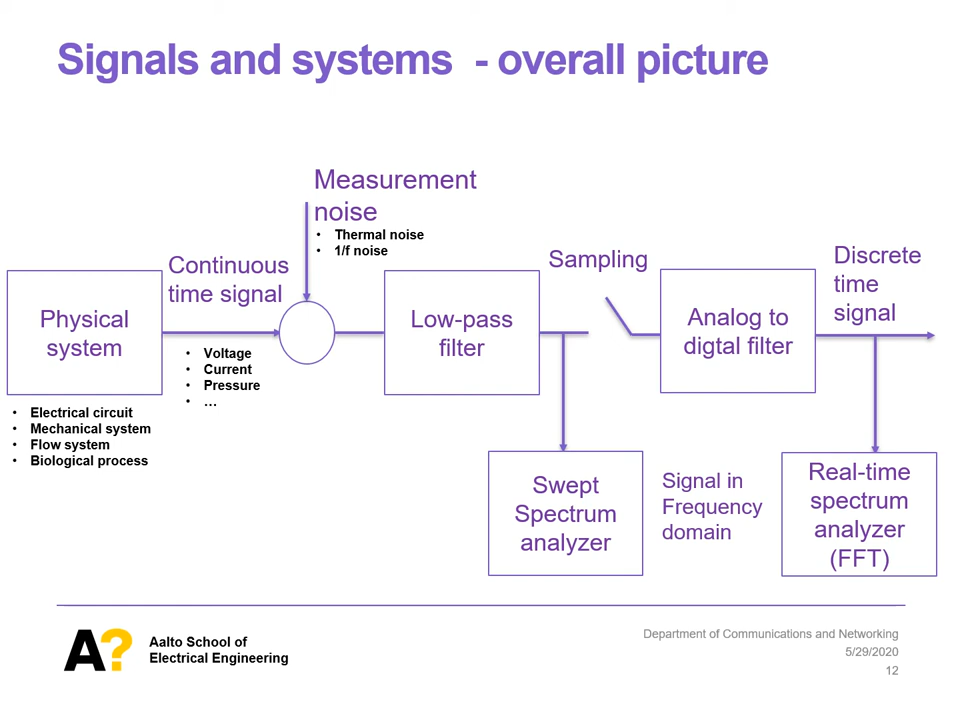 Signals and systems - overall picture
Measurement
noise
• Thermal noise
• 1/f noise
Continuous
time signal
Sampling
Discrete
time
signal
Physical
system
Low-pass
filter
Analog to
digtal filter
• Voltage
• Current
• Pressure
• ...
• Electrical circuit
• Mechanical system
• Flow system
• Biological process
Swept
Spectrum
analyzer
Signal in
Frequency
domain
Real-time
spectrum
analyzer
(FFT)
A?
Aalto School of
Electrical Engineering
Department of Communications and Networking
5/29/2020
12